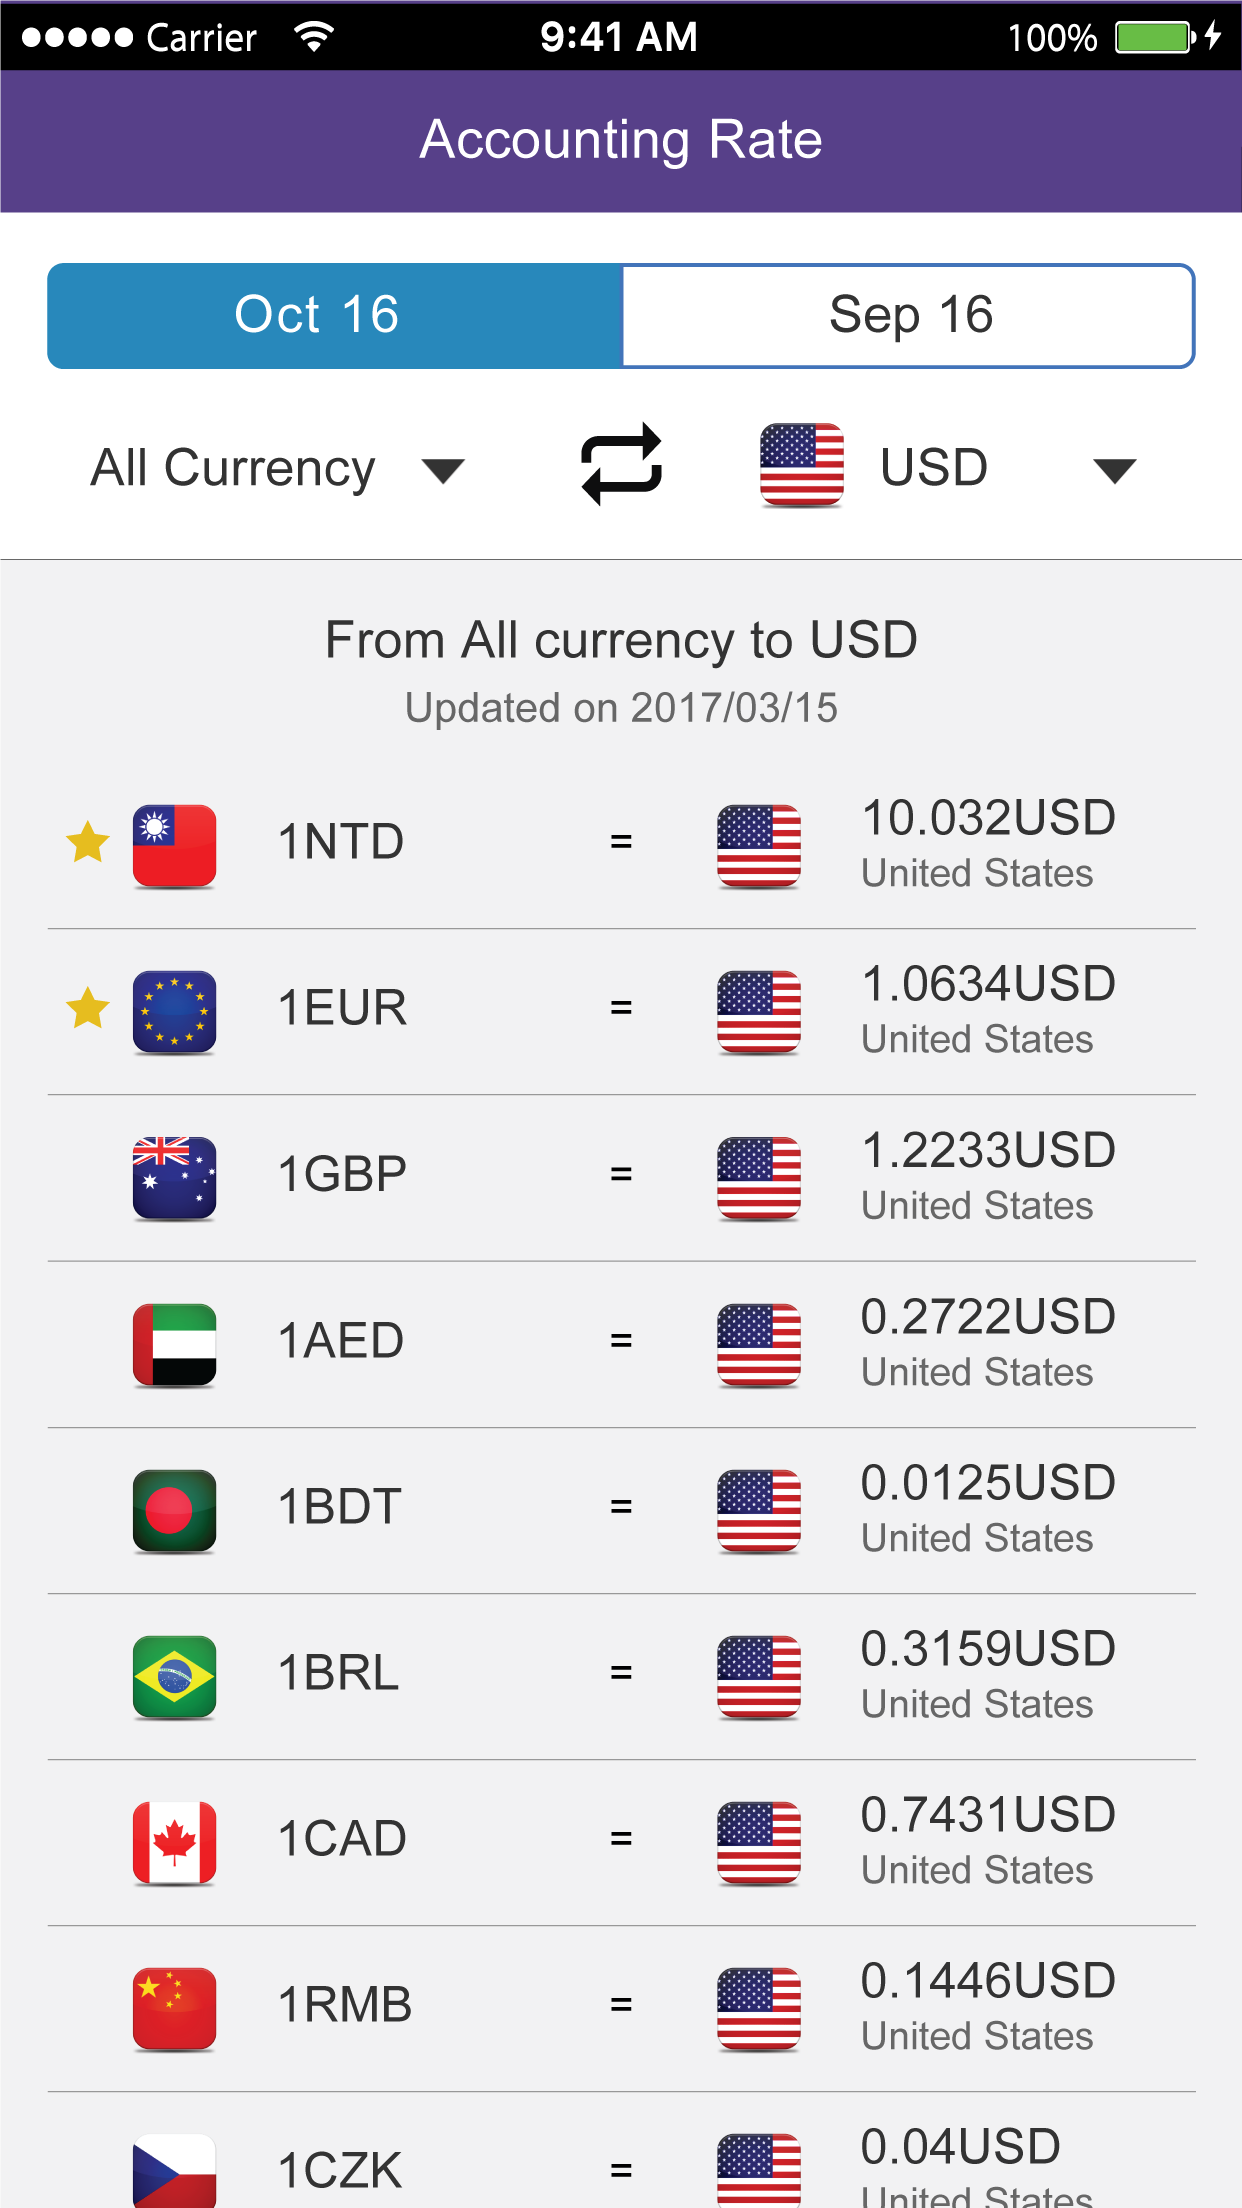 Carrier 9:41 AM 100%
Accounting Rate
Oct 16 Sep 16
All Currency USD
From All currency to USD
Updated on 2017/03/15
1NTD = 10.032USD
United States
1EUR = 1.0634USD
United States
1GBP = 1.2233USD
United States
1AED = 0.2722USD
United States
1BDT = 0.0125USD
United States
1BRL = 0.3159USD
United States
1CAD = 0.7431USD
United States
1RMB = 0.1446USD
United States
1CZK = 0.04USD
United States